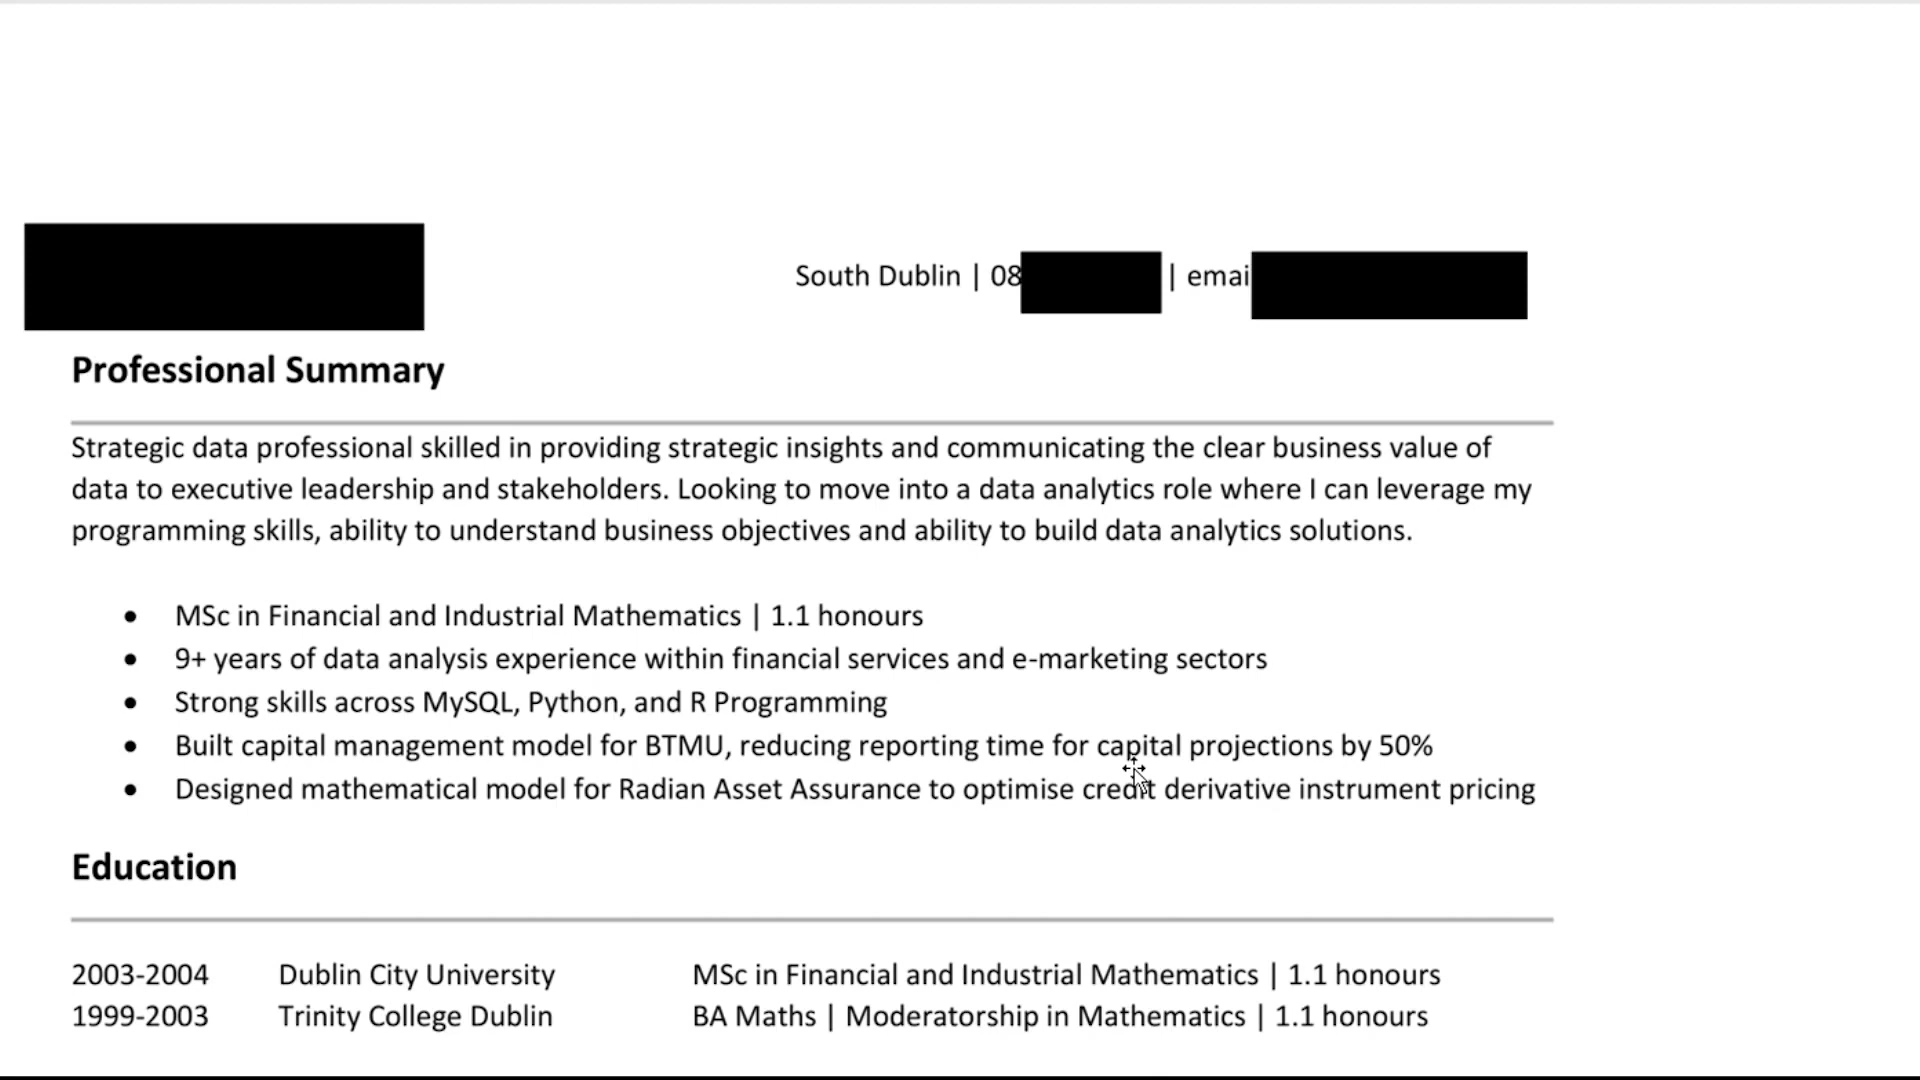 South Dublin | 08 | emai
Professional Summary
Strategic data professional skilled in providing strategic insights and communicating the clear business value of
data to executive leadership and stakeholders. Looking to move into a data analytics role where I can leverage my
programming skills, ability to understand business objectives and ability to build data analytics solutions.
• MSc in Financial and Industrial Mathematics | 1.1 honours
• 9+ years of data analysis experience within financial services and e-marketing sectors
• Strong skills across MySQL, Python, and R Programming
• Built capital management model for BTMU, reducing reporting time for capital projections by 50%
• Designed mathematical model for Radian Asset Assurance to optimise credit derivative instrument pricing
Education
2003-2004 Dublin City University MSc in Financial and Industrial Mathematics | 1.1 honours
1999-2003 Trinity College Dublin BA Maths | Moderatorship in Mathematics | 1.1 honours